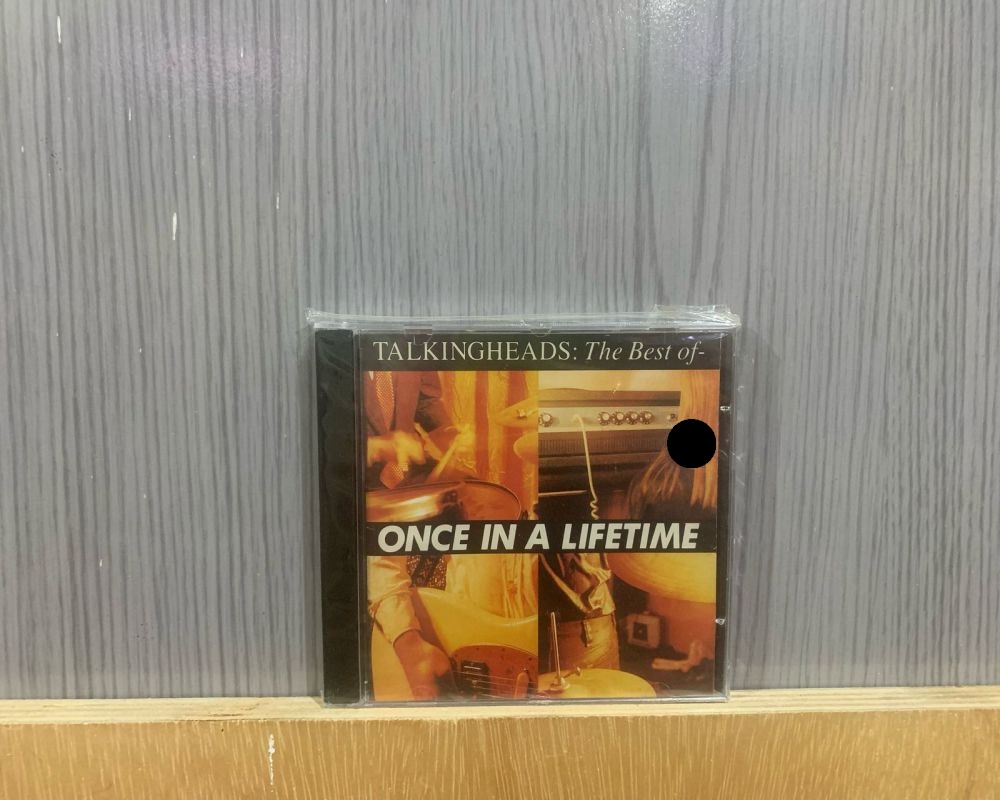 TALKINGHEADS: The Best of-
ONCE IN A LIFETIME